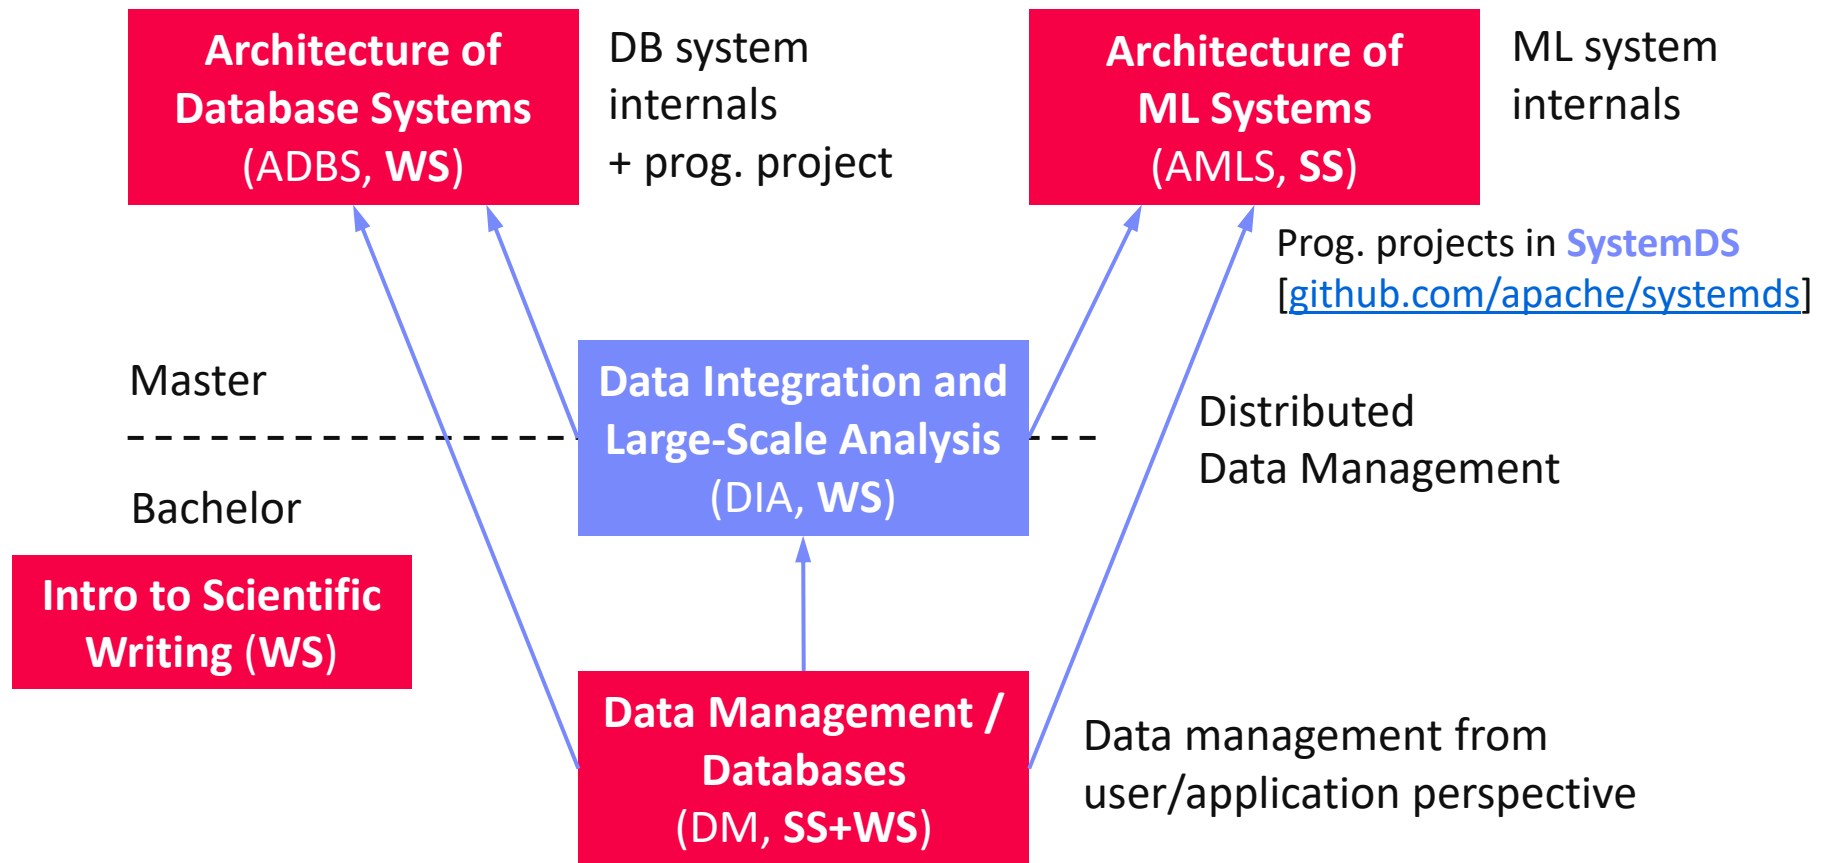 Architecture of
Database Systems
(ADBS, WS)
DB system
internals
+ prog. project
Architecture of
ML Systems
(AMLS, SS)
ML system
internals
Prog. projects in SystemDS
[github.com/apache/systemds]
Master
Data Integration and
Large-Scale Analysis
(DIA, WS)
Distributed
Data Management
Bachelor
Intro to Scientific
Writing (WS)
Data Management /
Databases
(DM, SS+WS)
Data management from
user/application perspective